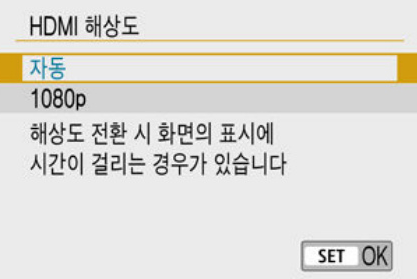 HDMI 해상도
자동
1080p
해상도 전환 시 화면의 표시에
시간이 걸리는 경우가 있습니다
SET OK